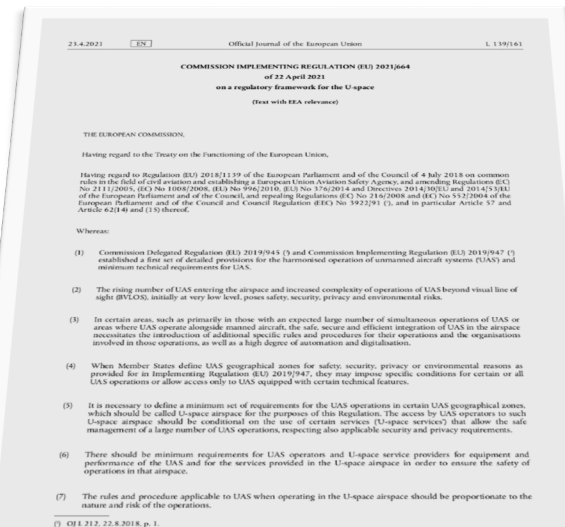 23.4.2021 EN Official Journal of the European Union L 139/161
COMMISSION IMPLEMENTING REGULATION (EU) 2021/664
of 22 April 2021
on a regulatory framework for the U-space
(Text with EEA relevance)
THE EUROPEAN COMMISSION,
Having regard to the Treaty on the Functioning of the European Union,
Having regard to Regulation (EU) 2018/1139 of the European Parliament and of the Council of 4 July 2018 on common
rules in the field of civil aviation and establishing a European Union Aviation Safety Agency, and amending Regulations (EC)
No 2111/2005, (EC) No 1008/2008, (EU) No 996/2010, (EU) No 376/2014 and Directives 2014/30/EU and 2014/53/EU
of the European Parliament and of the Council, and repealing Regulations (EC) No 216/2008 and (EC) No 552/2004 of the
European Parliament and of the Council and Council Regulation (EEC) No 3922/91 (¹), and in particular Article 57 and
Article 62(14) and (15) thereof,
Whereas:
(1) Commission Delegated Regulation (EU) 2019/945 (²) and Commission Implementing Regulation (EU) 2019/947 (³)
established a first set of detailed provisions for the harmonised operation of unmanned aircraft systems ('UAS') and
minimum technical requirements for UAS.
(2) The rising number of UAS entering the airspace and increased complexity of operations of UAS beyond visual line of
sight (BVLOS), initially at very low level, poses safety, security, privacy and environmental risks.
(3) In certain areas, such as primarily in those with an expected large number of simultaneous operations of UAS or
areas where UAS operate alongside manned aircraft, the safe, secure and efficient integration of UAS in the airspace
necessitates the introduction of additional specific rules and procedures for their operations and the organisations
involved in those operations, as well as a high degree of automation and digitalisation.
(4) When Member States define UAS geographical zones for safety, security, privacy or environmental reasons as
provided for in Implementing Regulation (EU) 2019/947, they may impose specific conditions for certain or all
UAS operations or allow access only to UAS equipped with certain technical features.
(5) It is necessary to define a minimum set of requirements for the UAS operations in certain UAS geographical zones,
which should be called U-space airspace for the purposes of this Regulation. The access by UAS operators to such
U-space airspace should be conditional on the use of certain services ('U-space services') that allow the safe
management of a large number of UAS operations, respecting also applicable security and privacy requirements.
(6) There should be minimum requirements for UAS operators and U-space service providers for equipment and
performance of the UAS and for the services provided in the U-space airspace in order to ensure the safety of
operations in that airspace.
(7) The rules and procedure applicable to UAS when operating in the U-space airspace should be proportionate to the
nature and risk of the operations.
(¹) OJ L 212, 22.8.2018, p. 1.